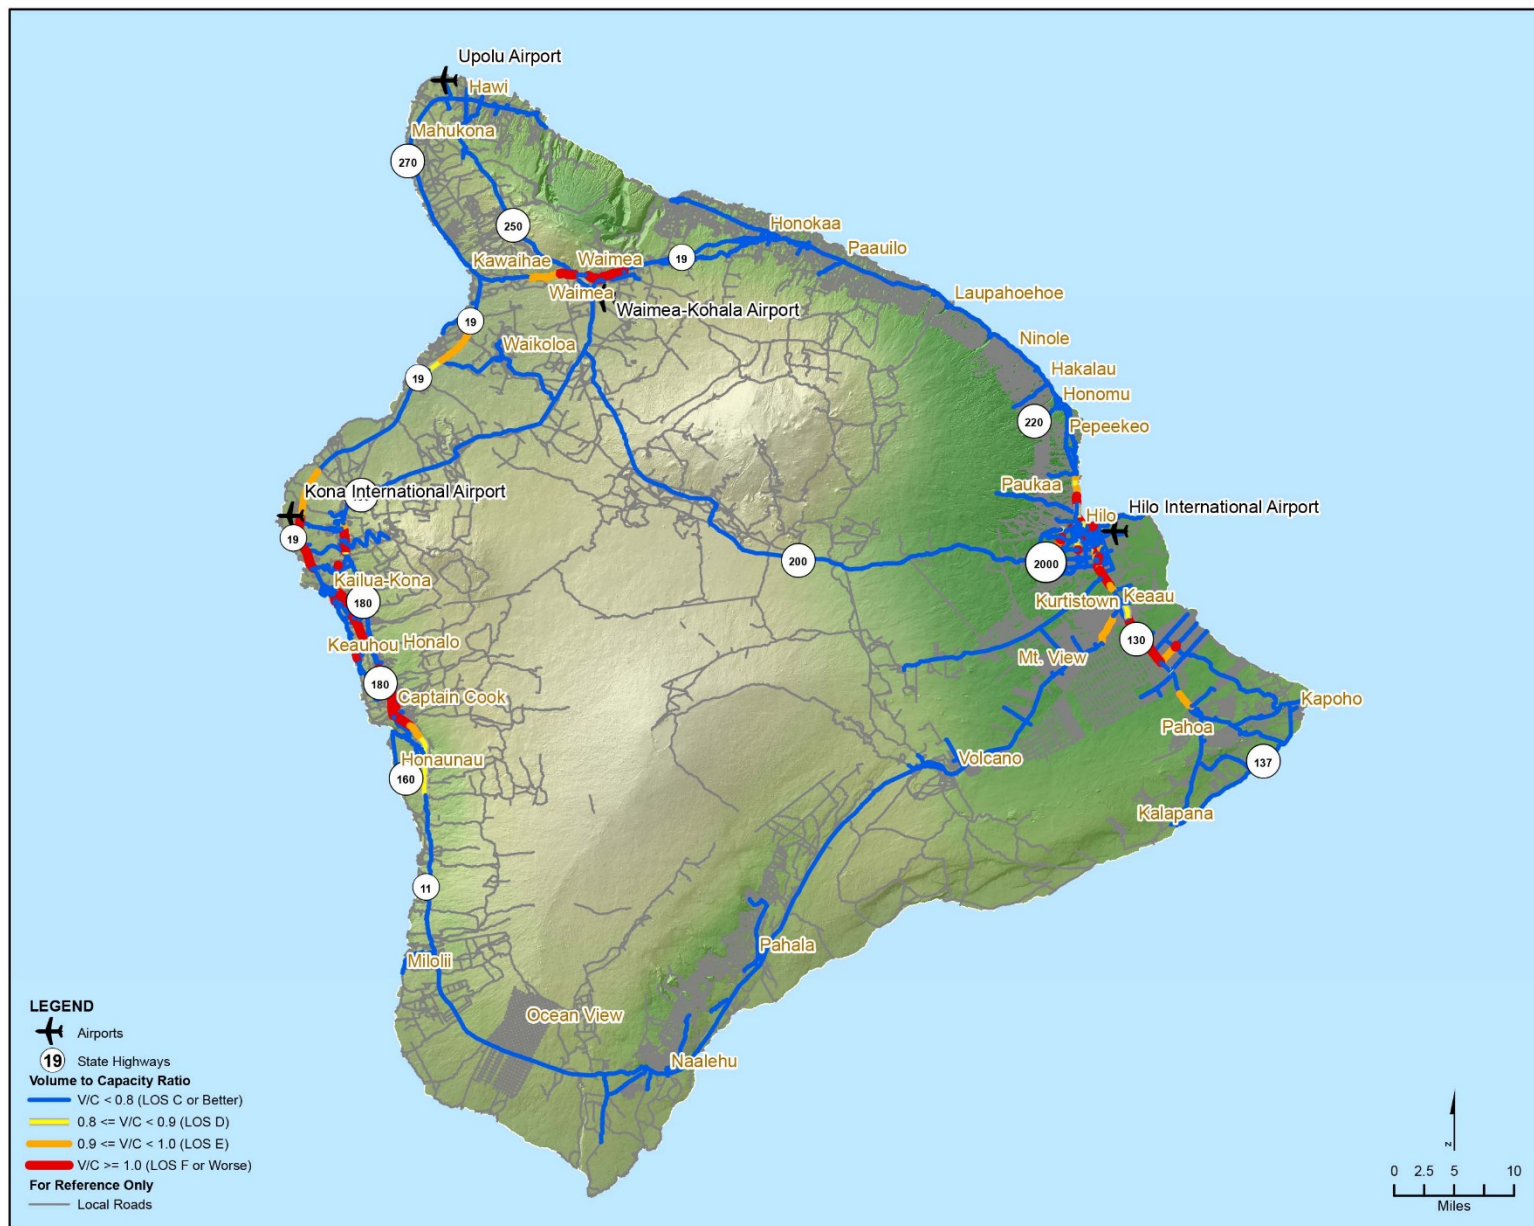 Upolu Airport
Hawi
Mahukona
270
250
Honokaa
Kawaihae
Waimea
19
Paauilo
Waimea
Waimea-Kohala Airport
Laupahoehoe
19
Waikoloa
Ninole
19
Hakalau
Honomu
220
Pepeekeo
Kona International Airport
Paukaa
Hilo
Hilo International Airport
19
200
2000
Kailua-Kona
180
Kurtistown
Keaau
Keauhou
Honalo
130
Mt. View
180
Captain Cook
Kapoho
Pahoa
Honaunau
160
Volcano
137
Kalapana
11
Pahala
Milolii
Ocean View
Naalehu
LEGEND
Airports
19 State Highways
Volume to Capacity Ratio
V/C < 0.8 (LOS C or Better)
0.8 <= V/C < 0.9 (LOS D)
0.9 <= V/C < 1.0 (LOS E)
V/C >= 1.0 (LOS F or Worse)
For Reference Only
Local Roads
N
0 2.5 5 10
Miles